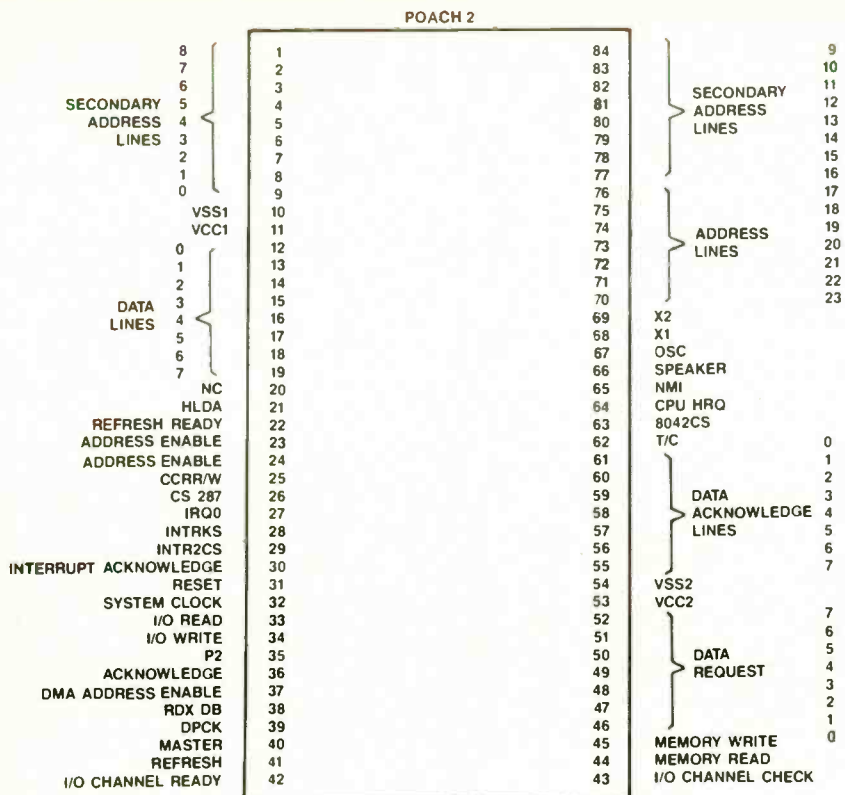 POACH 2
8 1 84 9
7 2 83 10
6 3 82 11
SECONDARY 5 4 81 SECONDARY 12
ADDRESS 4 5 80 ADDRESS 13
LINES 3 6 79 LINES 14
2 7 78 15
1 8 77 16
0 9 76 17
VSS1 10 75 18
VCC1 11 74 ADDRESS 19
0 12 73 LINES 20
1 13 72 21
2 14 71 22
DATA 3 15 70 23
LINES 4 16 69 X2
5 17 68 X1
6 18 67 OSC
7 19 66 SPEAKER
NC 20 65 NMI
HLDA 21 64 CPU HRQ
REFRESH READY 22 63 8042CS
ADDRESS ENABLE 23 62 T/C 0
ADDRESS ENABLE 24 61 1
CCRR/W 25 60 2
CS 287 26 59 DATA 3
IRQ0 27 58 ACKNOWLEDGE 4
INTRKS 28 57 LINES 5
INTR2CS 29 56 6
INTERRUPT ACKNOWLEDGE 30 55 7
RESET 31 54 VSS2
SYSTEM CLOCK 32 53 VCC2
I/O READ 33 52 7
I/O WRITE 34 51 6
P2 35 50 DATA 5
ACKNOWLEDGE 36 49 REQUEST 4
DMA ADDRESS ENABLE 37 48 3
RDX DB 38 47 2
DPCK 39 46 1
MASTER 40 45 MEMORY WRITE 0
REFRESH 41 44 MEMORY READ
I/O CHANNEL READY 42 43 I/O CHANNEL CHECK